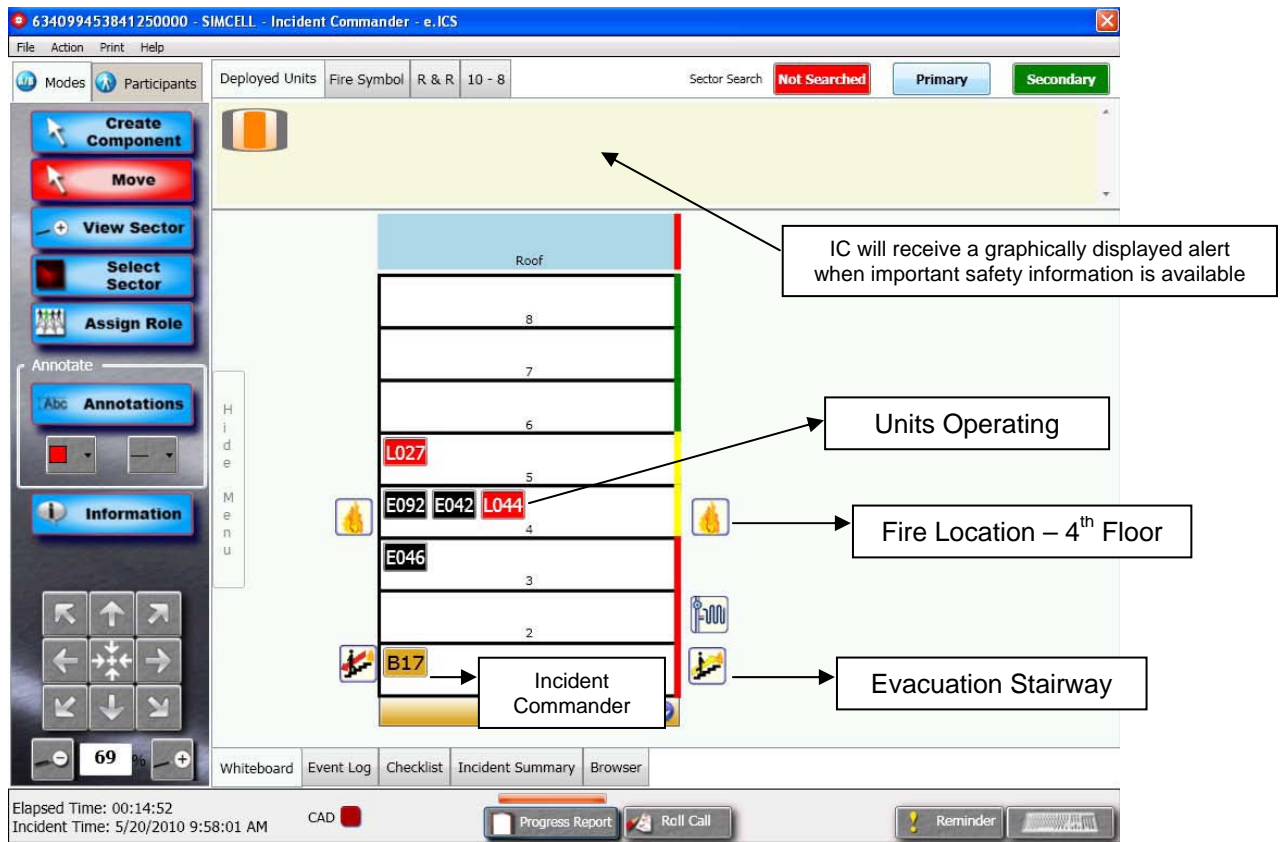 634099453841250000 - SIMCELL - Incident Commander - e.ICS
File Action Print Help
Modes Participants
Deployed Units Fire Symbol R & R 10 - 8
Sector Search Not Searched Primary Secondary
Create
Component
Move
View Sector
Select
Sector
Assign Role
Annotate
Abc Annotations
Information
69 %
Hide Menu
Roof
8
7
6
L027
5
E092 E042 L044
4
E046
3
2
B17
IC will receive a graphically displayed alert
when important safety information is available
Units Operating
Fire Location – 4th Floor
Evacuation Stairway
Incident
Commander
Whiteboard Event Log Checklist Incident Summary Browser
Elapsed Time: 00:14:52
Incident Time: 5/20/2010 9:58:01 AM
CAD
Progress Report Roll Call
Reminder